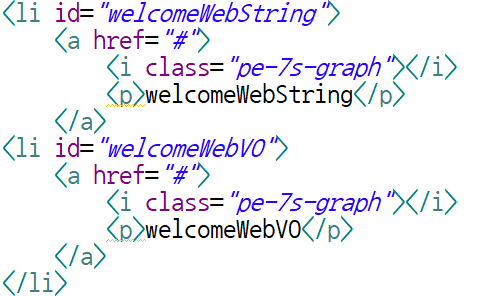 <li id="welcomeWebString">
<a href="#">
<i class="pe-7s-graph"></i>
<p>welcomeWebString</p>
</a>
<li id="welcomeWebVO">
<a href="#">
<i class="pe-7s-graph"></i>
<p>welcomeWebVO</p>
</a>
</li>